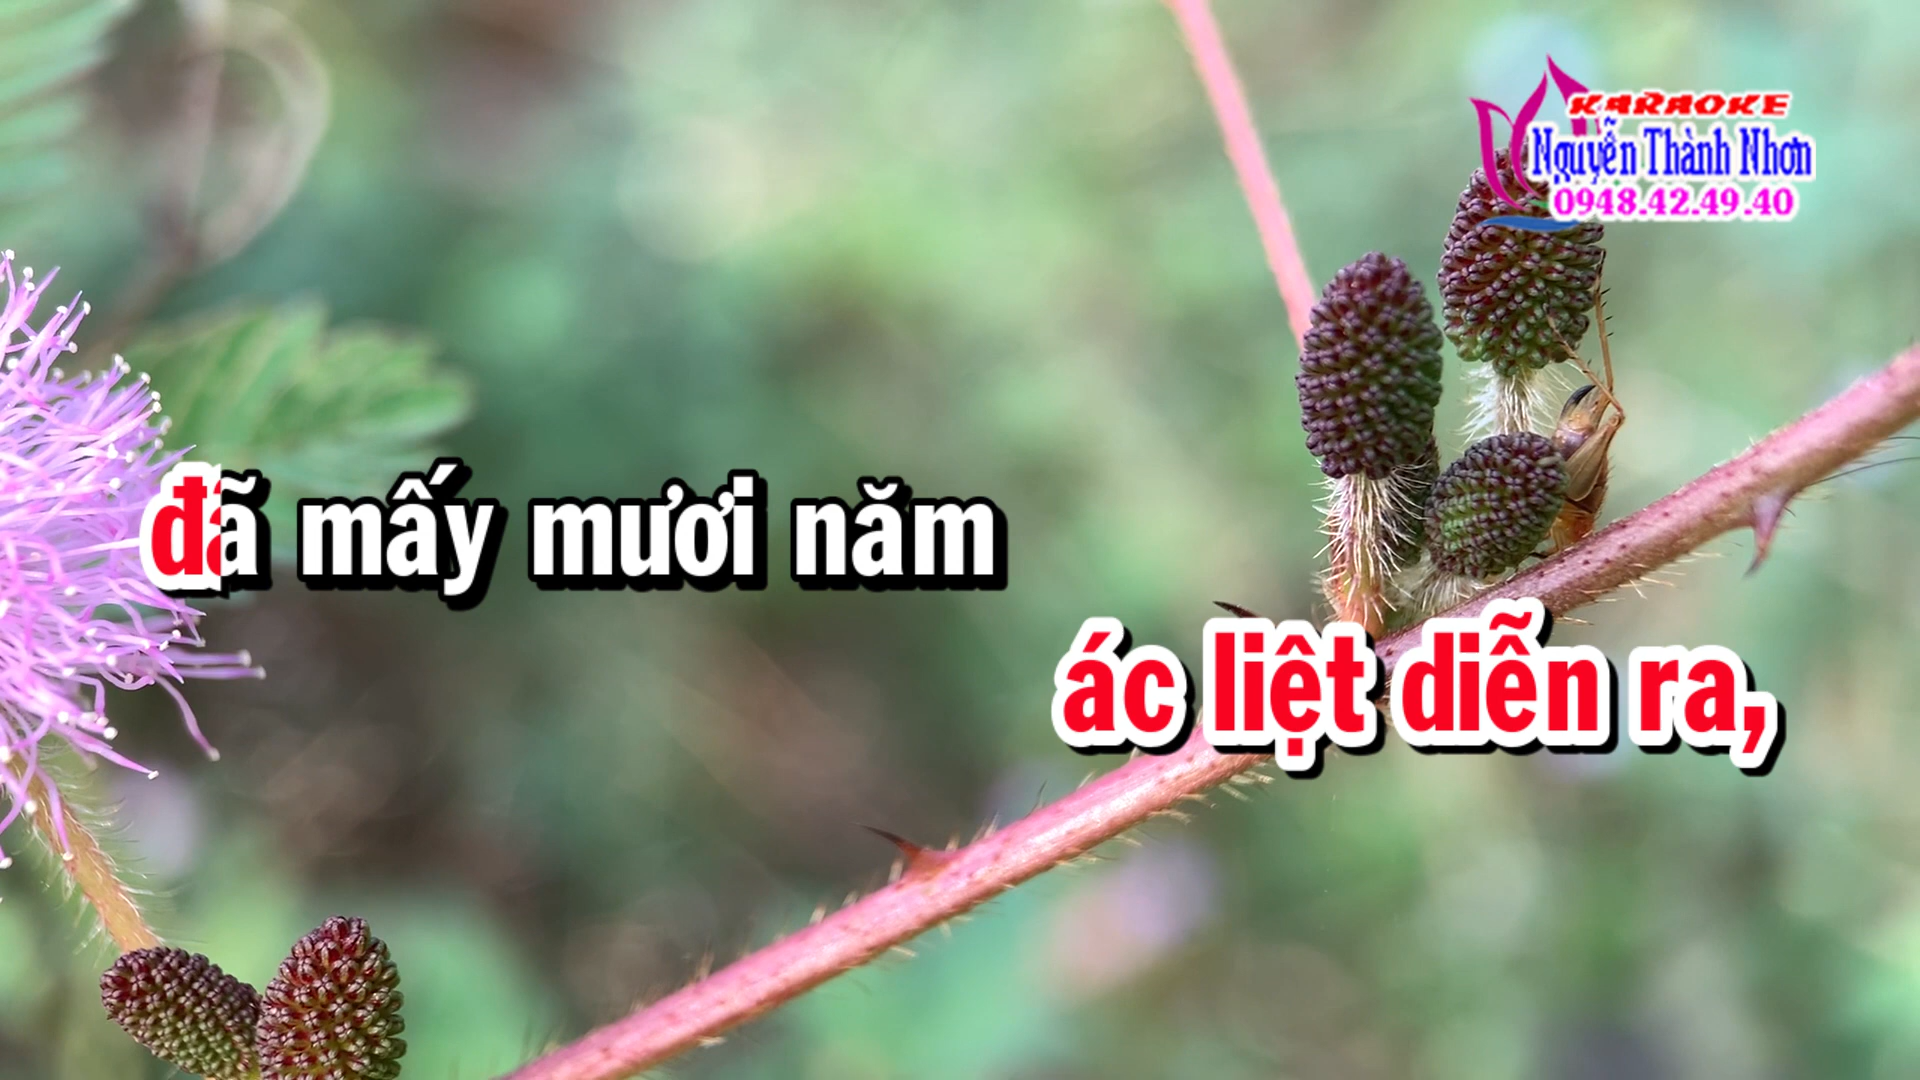 KARAOKE
Nguyễn Thành Nhơn
0948.42.49.40
đã mấy mươi năm
ác liệt diễn ra,